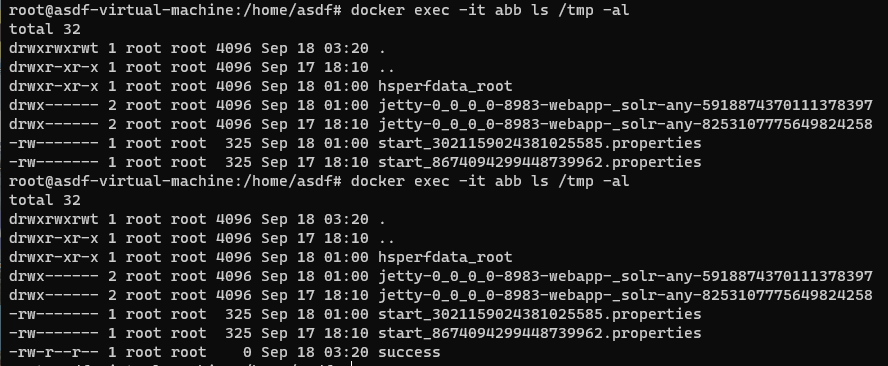 root@asdf-virtual-machine:/home/asdf# docker exec -it abb ls /tmp -al
total 32
drwxrwxrwt 1 root root 4096 Sep 18 03:20 .
drwxr-xr-x 1 root root 4096 Sep 17 18:10 ..
drwxr-xr-x 1 root root 4096 Sep 18 01:00 hsperfdata_root
drwx------ 2 root root 4096 Sep 18 01:00 jetty-0_0_0_0-8983-webapp-_solr-any-5918874370111378397
drwx------ 2 root root 4096 Sep 17 18:10 jetty-0_0_0_0-8983-webapp-_solr-any-8253107775649824258
-rw------- 1 root root  325 Sep 18 01:00 start_3021159024381025585.properties
-rw------- 1 root root  325 Sep 17 18:10 start_8674094299448739962.properties
root@asdf-virtual-machine:/home/asdf# docker exec -it abb ls /tmp -al
total 32
drwxrwxrwt 1 root root 4096 Sep 18 03:20 .
drwxr-xr-x 1 root root 4096 Sep 17 18:10 ..
drwxr-xr-x 1 root root 4096 Sep 18 01:00 hsperfdata_root
drwx------ 2 root root 4096 Sep 18 01:00 jetty-0_0_0_0-8983-webapp-_solr-any-5918874370111378397
drwx------ 2 root root 4096 Sep 17 18:10 jetty-0_0_0_0-8983-webapp-_solr-any-8253107775649824258
-rw------- 1 root root  325 Sep 18 01:00 start_3021159024381025585.properties
-rw------- 1 root root  325 Sep 17 18:10 start_8674094299448739962.properties
-rw-r--r-- 1 root root    0 Sep 18 03:20 success